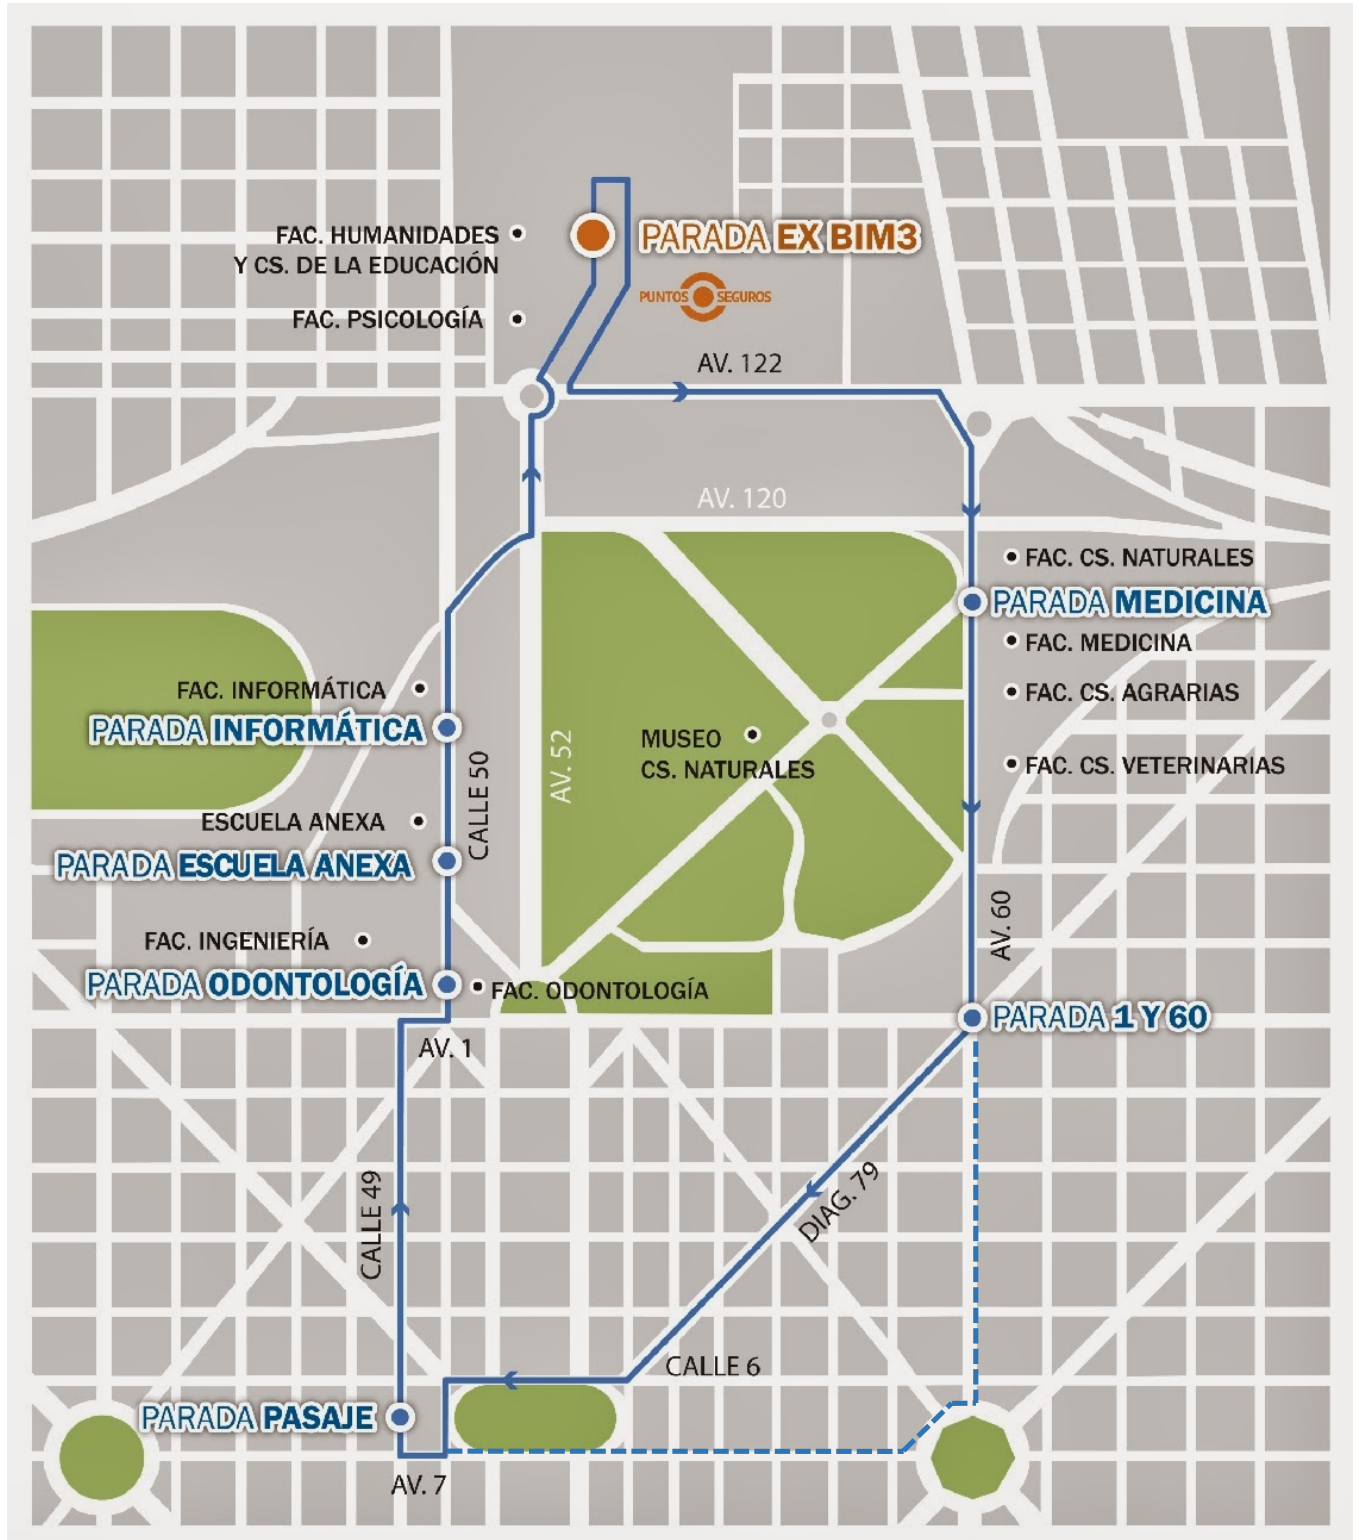 FAC. HUMANIDADES
Y CS. DE LA EDUCACIÓN
PARADA EX BIM3
PUNTOS SEGUROS
FAC. PSICOLOGÍA
AV. 122
AV. 120
FAC. CS. NATURALES
PARADA MEDICINA
FAC. MEDICINA
FAC. INFORMÁTICA
FAC. CS. AGRARIAS
PARADA INFORMÁTICA
MUSEO
CS. NATURALES
AV. 52
CALLE 50
FAC. CS. VETERINARIAS
ESCUELA ANEXA
PARADA ESCUELA ANEXA
AV. 60
FAC. INGENIERÍA
PARADA ODONTOLOGÍA
FAC. ODONTOLOGÍA
PARADA 1 Y 60
AV. 1
CALLE 49
DIAG. 79
CALLE 6
PARADA PASAJE
AV. 7